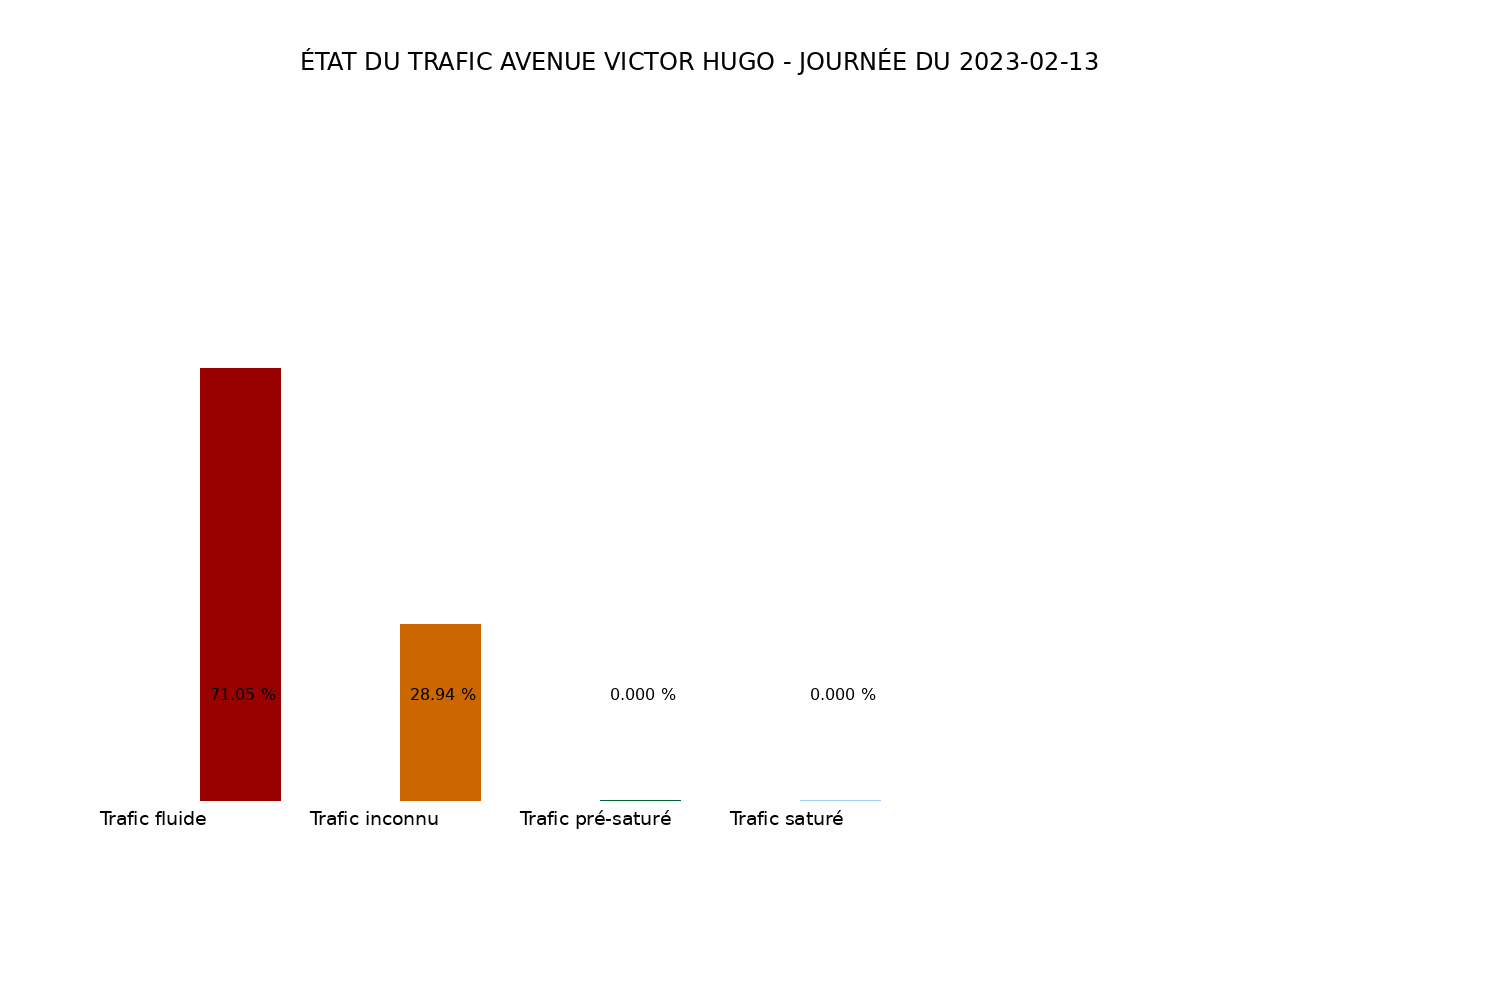 ÉTAT DU TRAFIC AVENUE VICTOR HUGO - JOURNÉE DU 2023-02-13
71.05 % 28.94 % 0.000 % 0.000 %
Trafic fluide Trafic inconnu Trafic pré-saturé Trafic saturé